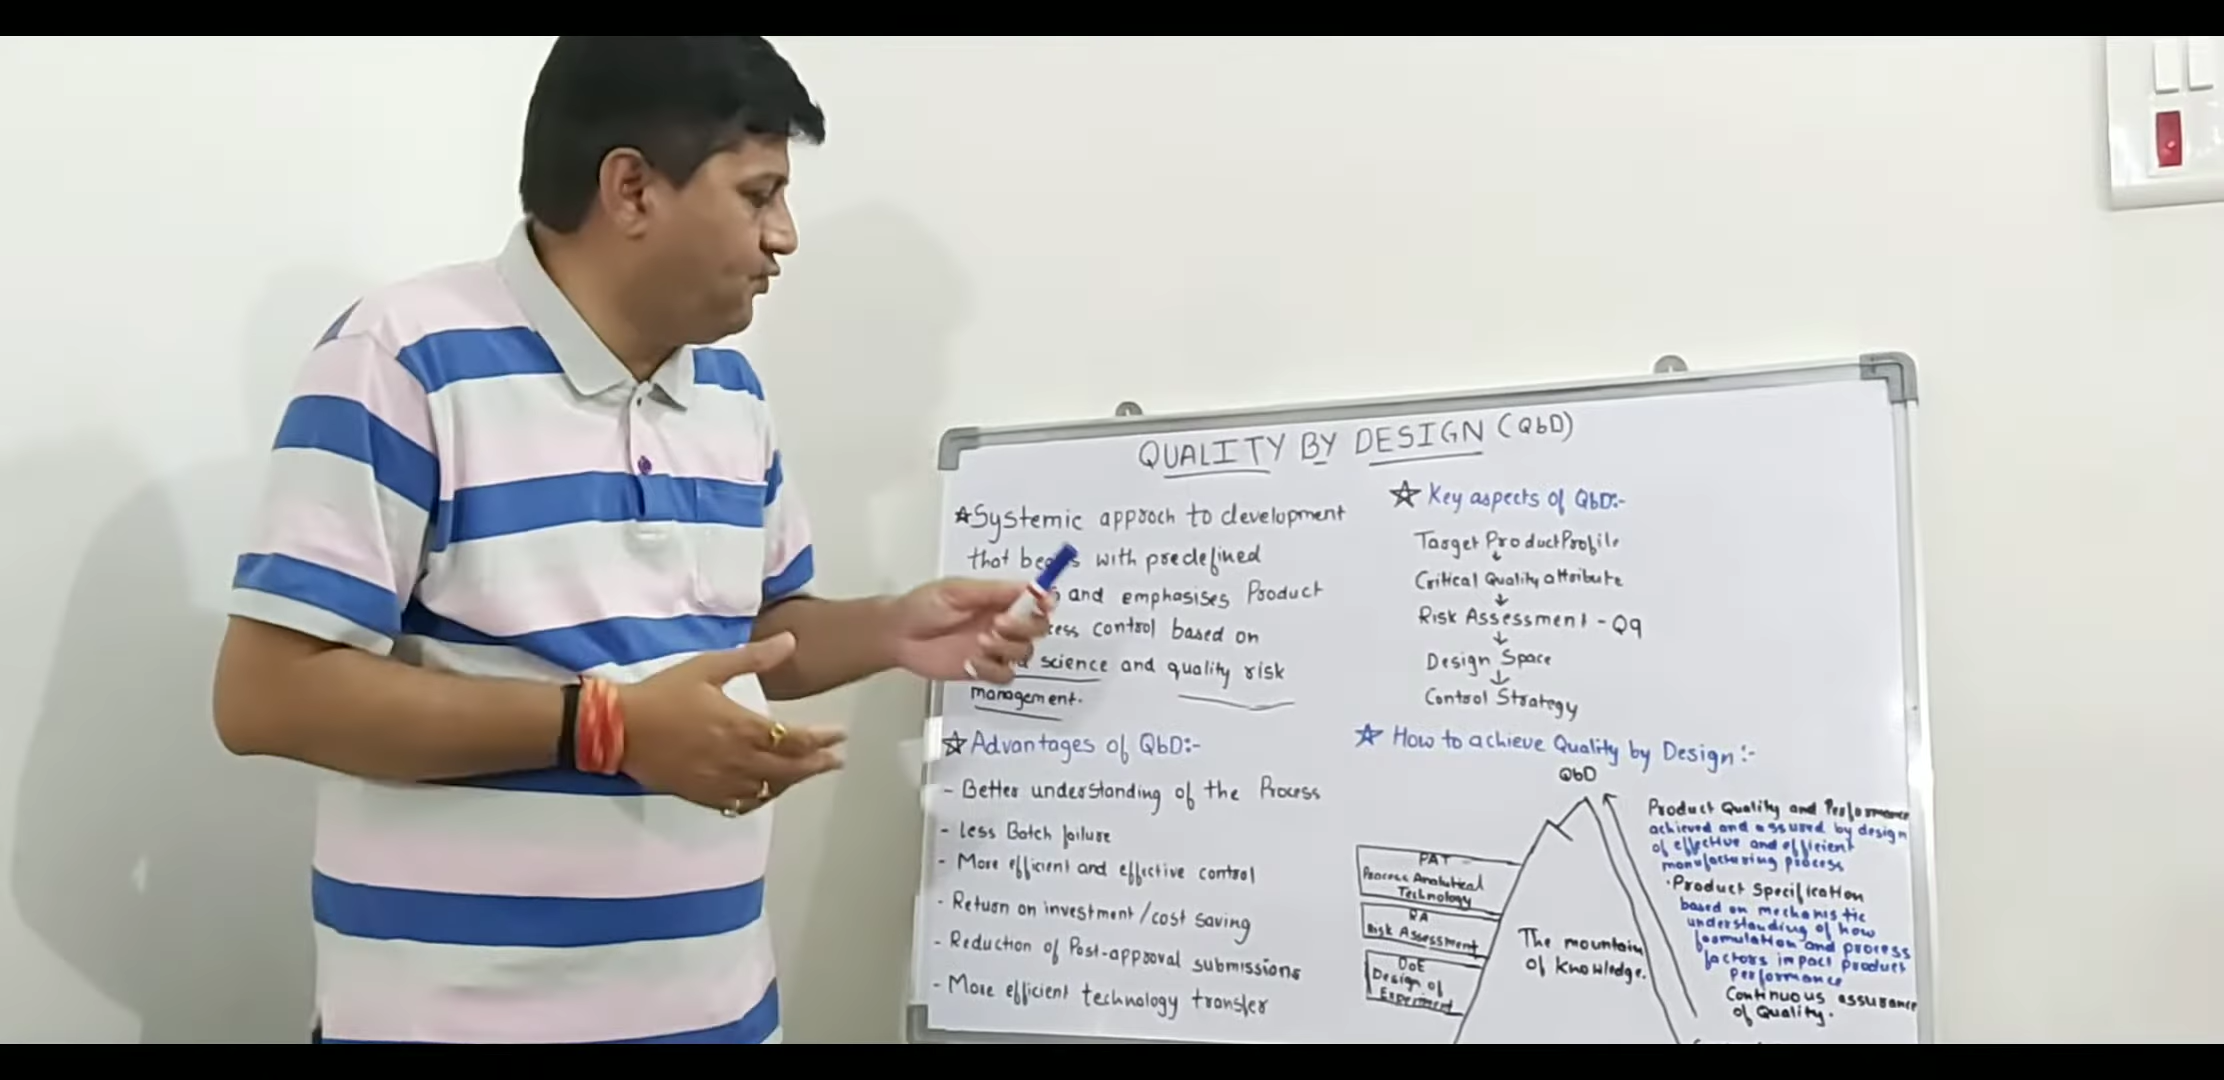 QUALITY BY DESIGN (QbD)
☆Systemic approch to development
that with predefined
and emphasises Product
control based on
science and quality risk
management.
☆ Advantages of QbD:-
- Better understanding of the Process
- less Batch failure
- More efficient and effective control
- Return on investment/cost saving
- Reduction of Post-approval submissions
- More efficient technology transfer
☆ Key aspects of QbD:-
Target Product Profile
↓
Critical Quality attribute
↓
Risk Assessment - Q9
↓
Design Space
↓
Control Strategy
☆ How to achieve Quality by Design:-
QbD
PAT
Process Analytical
Technology
RA
Risk Assessment
DoE
Design of
Experiment
The mountain
of knowledge.
Product Quality and Performance
achieved and assured by design
of effective and efficient
manufacturing process
·Product Specification
based on mechanistic
understanding of how
formulation and process
factors impact product
Performance
Continuous assurance
of Quality.